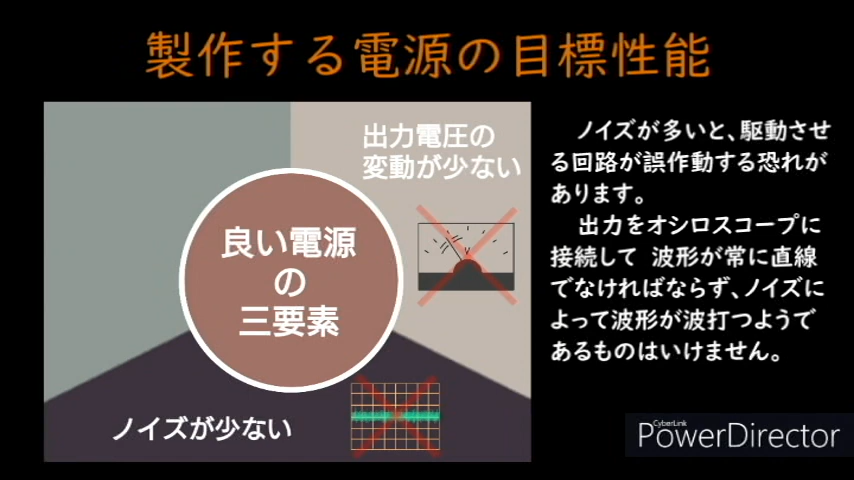 製作する電源の目標性能
出力電圧の
変動が少ない
良い電源
の
三要素
ノイズが少ない
ノイズが多いと、駆動させ
る回路が誤作動する恐れが
あります。
出力をオシロスコープに
接続して 波形が常に直線
でなければならず、ノイズに
よって波形が波打つようで
あるものはいけません。
CyberLink
PowerDirector